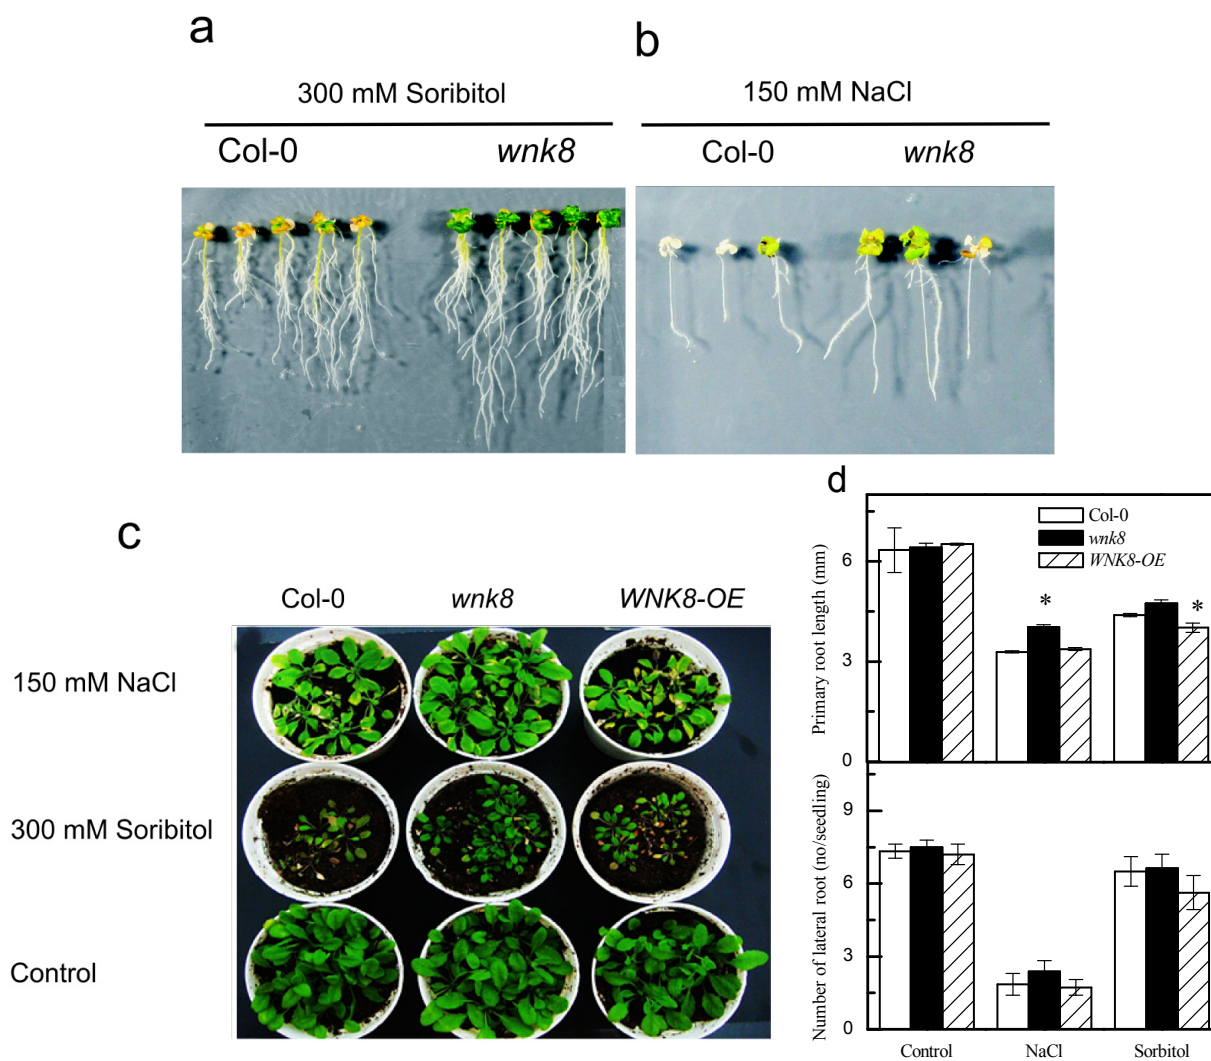 a
300 mM Soribitol
Col-0 wnk8
b
150 mM NaCl
Col-0 wnk8
c
Col-0 wnk8 WNK8-OE
150 mM NaCl
300 mM Soribitol
Control
d
Primary root length (mm)
6
3
0
Col-0
wnk8
WNK8-OE
*
*
Number of lateral root (no/seedling)
9
6
3
0
Control NaCl Sorbitol